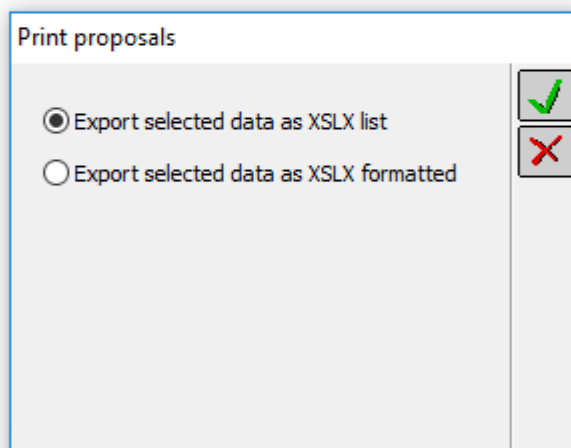 Print proposals
Export selected data as XSLX list
Export selected data as XSLX formatted